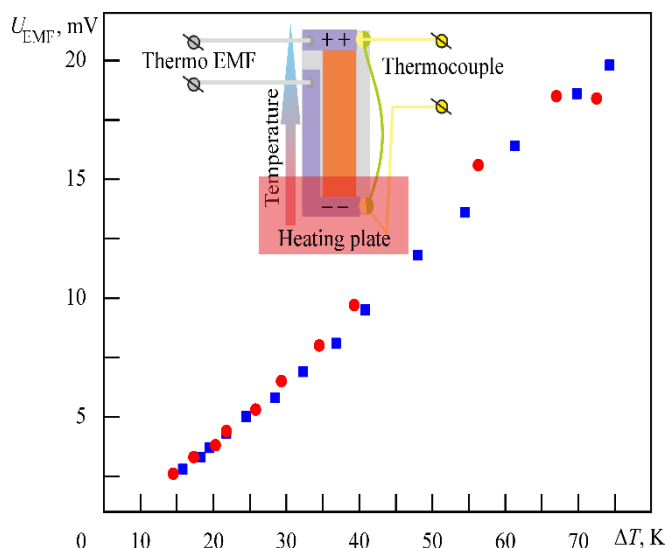 U_EMF, mV
+ +
Thermo EMF
Thermocouple
20
Temperature
15
– –
Heating plate
10
5
0 10 20 30 40 50 60 70 ΔT, K